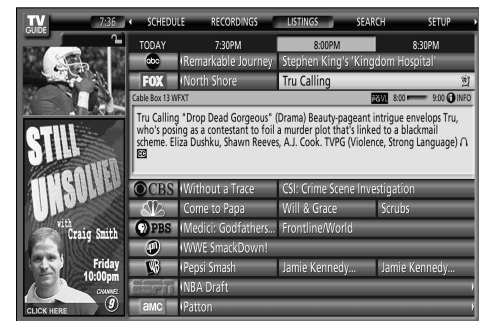 TV GUIDE
7:36
SCHEDULE RECORDINGS LISTINGS SEARCH SETUP
TODAY 7:30PM 8:00PM 8:30PM
abc Remarkable Journey Stephen King's 'Kingdom Hospital'
FOX North Shore Tru Calling
Cable Box 13 WFXT PG V L 8:00 9:00 INFO
Tru Calling "Drop Dead Gorgeous" (Drama) Beauty-pageant intrigue envelops Tru,
who's posing as a contestant to foil a murder plot that's linked to a blackmail
scheme. Eliza Dushku, Shawn Reeves, A.J. Cook. TVPG (Violence, Strong Language)
CC
CBS Without a Trace CSI: Crime Scene Investigation
Come to Papa Will & Grace Scrubs
PBS Medici: Godfathers... Frontline/World
upn WWE SmackDown!
WB Pepsi Smash Jamie Kennedy... Jamie Kennedy...
NBA Draft
amc Patton
STILL
UNSOLVED
with
Craig Smith
Friday
10:00pm
CHANNEL
9
CLICK HERE